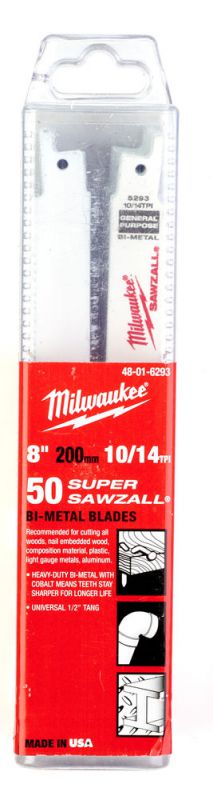 5293
10/14TPI
GENERAL
PURPOSE
BI-METAL
Milwaukee
SAWZALL®
48-01-6293
Milwaukee®
8" 200mm 10/14TPI
50 SUPER
SAWZALL®
BI-METAL BLADES
Recommended for cutting all
woods, nail embedded wood,
composition material, plastic,
light gauge metals, aluminum.
• HEAVY-DUTY BI-METAL WITH
COBALT MEANS TEETH STAY
SHARPER FOR LONGER LIFE
• UNIVERSAL 1/2" TANG
MADE IN USA